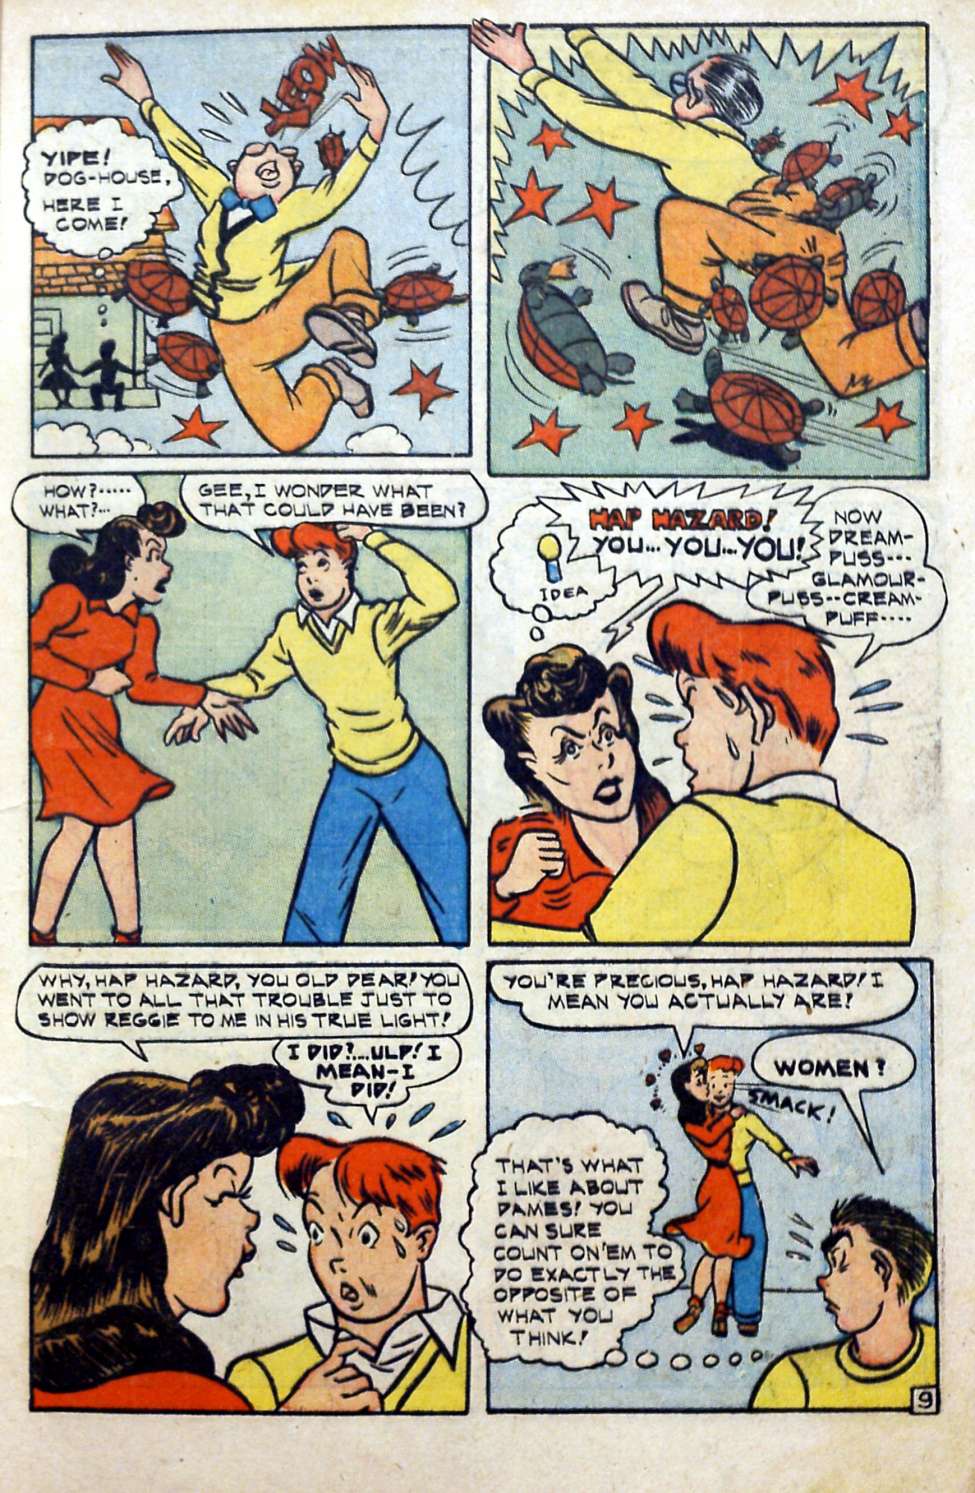 YEOW
YIPE!
DOG-HOUSE,
HERE I
COME!
HOW?.....
WHAT?...
GEE, I WONDER WHAT
THAT COULD HAVE BEEN?
IDEA
HAP HAZARD!
YOU...YOU...YOU!
NOW
DREAM-
PUSS---
GLAMOUR-
PUSS--CREAM-
PUFF----
WHY, HAP HAZARD, YOU OLD DEAR! YOU
WENT TO ALL THAT TROUBLE JUST TO
SHOW REGGIE TO ME IN HIS TRUE LIGHT!
I DID?...ULP! I
MEAN-I
DID!
YOU'RE PRECIOUS, HAP HAZARD! I
MEAN YOU ACTUALLY ARE!
WOMEN?
SMACK!
THAT'S WHAT
I LIKE ABOUT
DAMES! YOU
CAN SURE
COUNT ON'EM TO
DO EXACTLY THE
OPPOSITE OF
WHAT YOU
THINK!
9